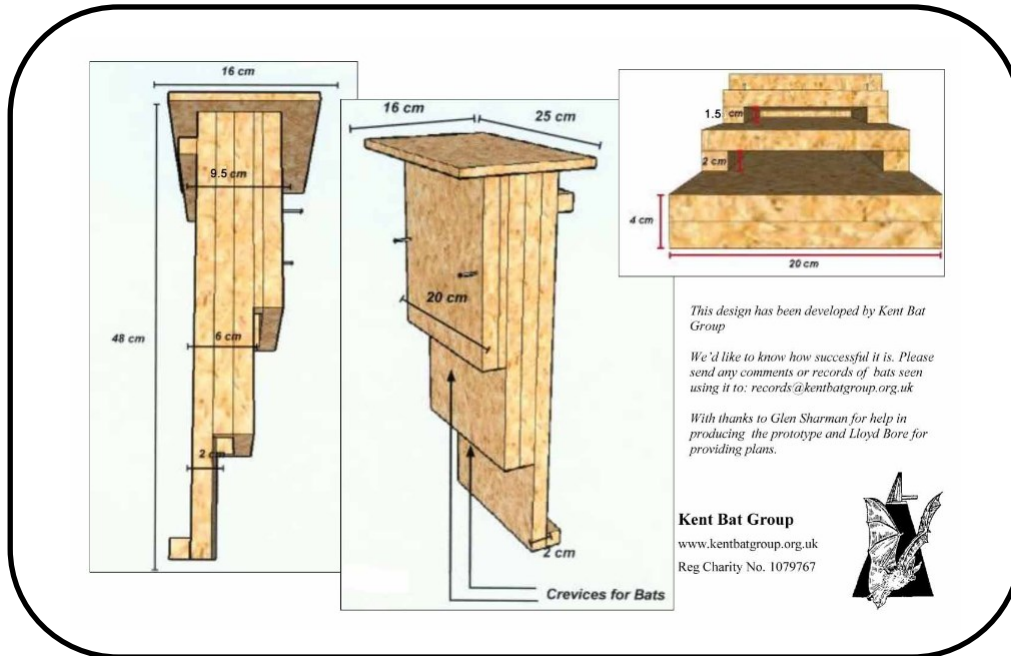 16 cm
9.5 cm
48 cm
6 cm
2 cm
16 cm
25 cm
20 cm
2 cm
Crevices for Bats
1.5 cm
2 cm
4 cm
20 cm
This design has been developed by Kent Bat
Group
We'd like to know how successful it is. Please
send any comments or records of bats seen
using it to: records@kentbatgroup.org.uk
With thanks to Glen Sharman for help in
producing the prototype and Lloyd Bore for
providing plans.
Kent Bat Group
www.kentbatgroup.org.uk
Reg Charity No. 1079767